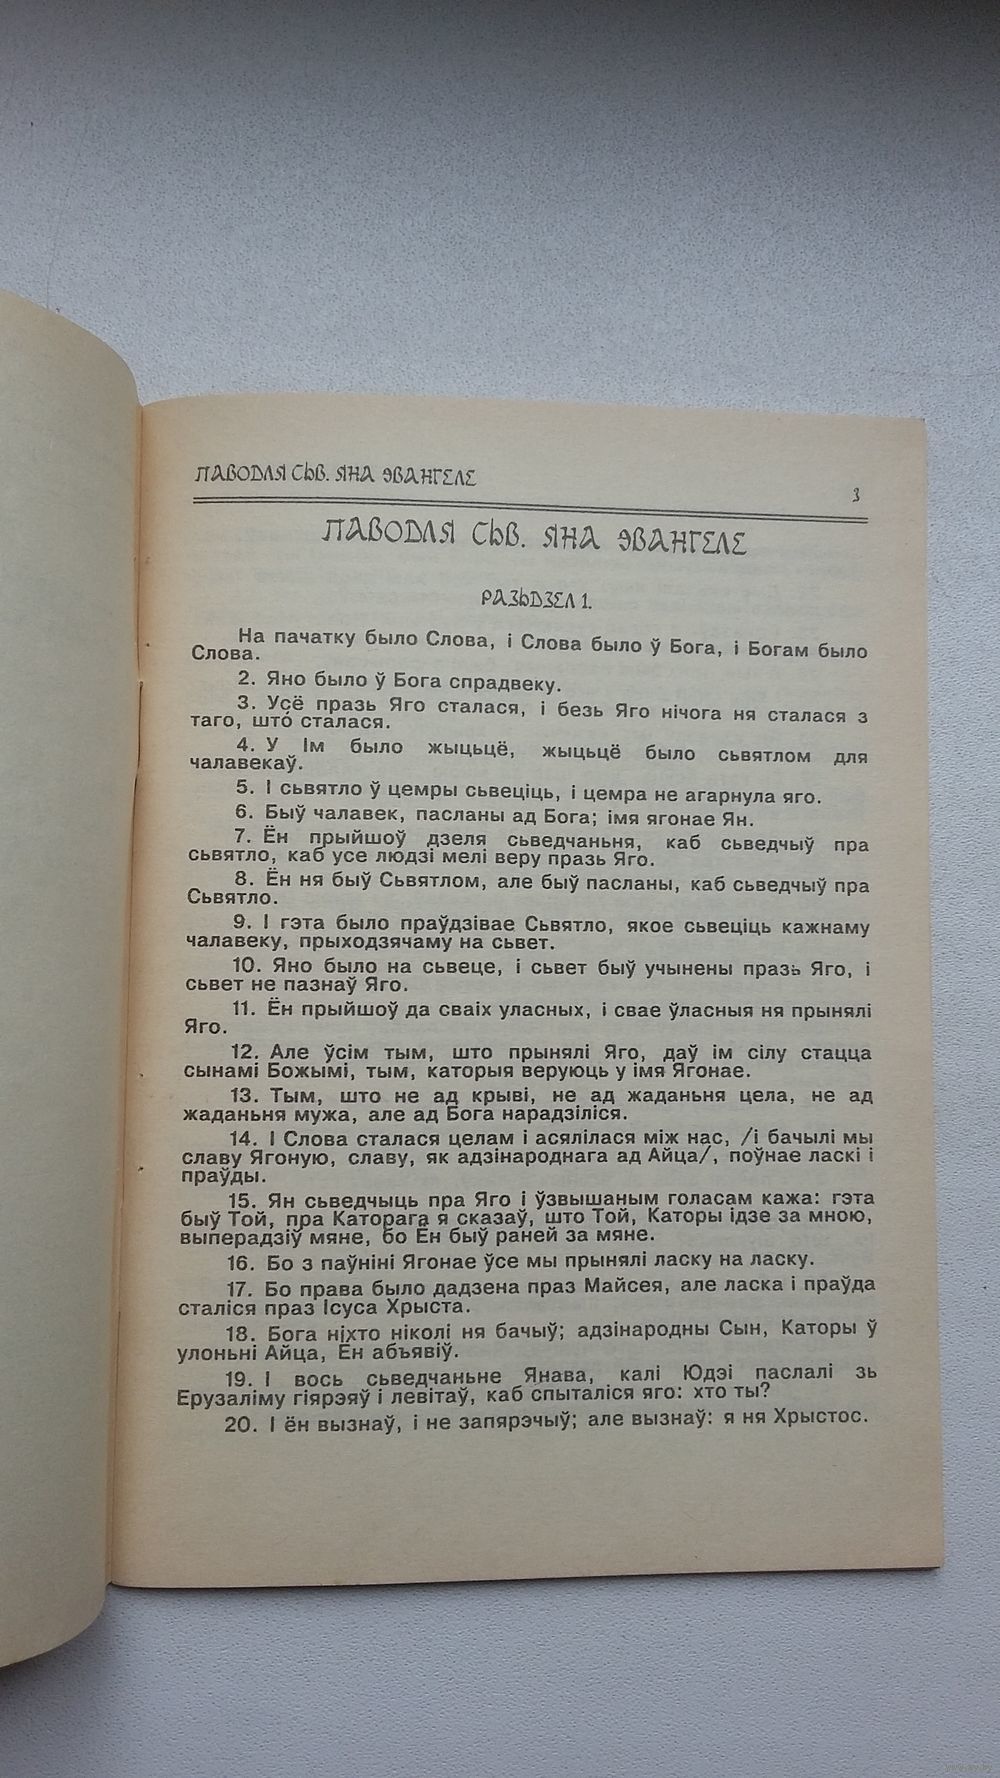 ПАВОДЛЯ СЬВ. ЯНА ЭВАНГЕЛЕ
3
ПАВОДЛЯ СЬВ. ЯНА ЭВАНГЕЛЕ
РАЗЬДЗЕЛ 1.
На пачатку было Слова, і Слова было ў Бога, і Богам было
Слова.
2. Яно было ў Бога спрадвеку.
3. Усё празь Яго сталася, і безь Яго нічога ня сталася з
таго, што́ сталася.
4. У Ім было жыцьцё, жыцьцё было сьвятлом для
чалавекаў.
5. І сьвятло ў цемры сьвеціць, і цемра не агарнула яго.
6. Быў чалавек, пасланы ад Бога; імя ягонае Ян.
7. Ён прыйшоў дзеля сьведчаньня, каб сьведчыў пра
сьвятло, каб усе людзі мелі веру празь Яго.
8. Ён ня быў Сьвятлом, але быў пасланы, каб сьведчыў пра
Сьвятло.
9. І гэта было праўдзівае Сьвятло, якое сьвеціць кажнаму
чалавеку, прыходзячаму на сьвет.
10. Яно было на сьвеце, і сьвет быў учынены празь Яго, і
сьвет не пазнаў Яго.
11. Ён прыйшоў да сваіх уласных, і свае ўласныя ня прынялі
Яго.
12. Але ўсім тым, што прынялі Яго, даў ім сілу стацца
сынамі Божымі, тым, каторыя веруюць у імя Ягонае.
13. Тым, што не ад крыві, не ад жаданьня цела, не ад
жаданьня мужа, але ад Бога нарадзіліся.
14. І Слова сталася целам і асялілася між нас, /і бачылі мы
славу Ягоную, славу, як адзінароднага ад Айца/, поўнае ласкі і
праўды.
15. Ян сьведчыць пра Яго і ўзвышаным голасам кажа: гэта
быў Той, пра Каторага я сказаў, што Той, Каторы ідзе за мною,
выперадзіў мяне, бо Ён быў раней за мяне.
16. Бо з паўніні Ягонае ўсе мы прынялі ласку на ласку.
17. Бо права было дадзена праз Майсея, але ласка і праўда
сталіся праз Ісуса Хрыста.
18. Бога ніхто ніколі ня бачыў; адзінародны Сын, Каторы ў
улоньні Айца, Ён абъявіў.
19. І вось сьведчаньне Янава, калі Юдэі паслалі зь
Ерузаліму гіярэяў і левітаў, каб спыталіся яго: хто ты?
20. І ён вызнаў, і не запярэчыў; але вызнаў: я ня Хрыстос.